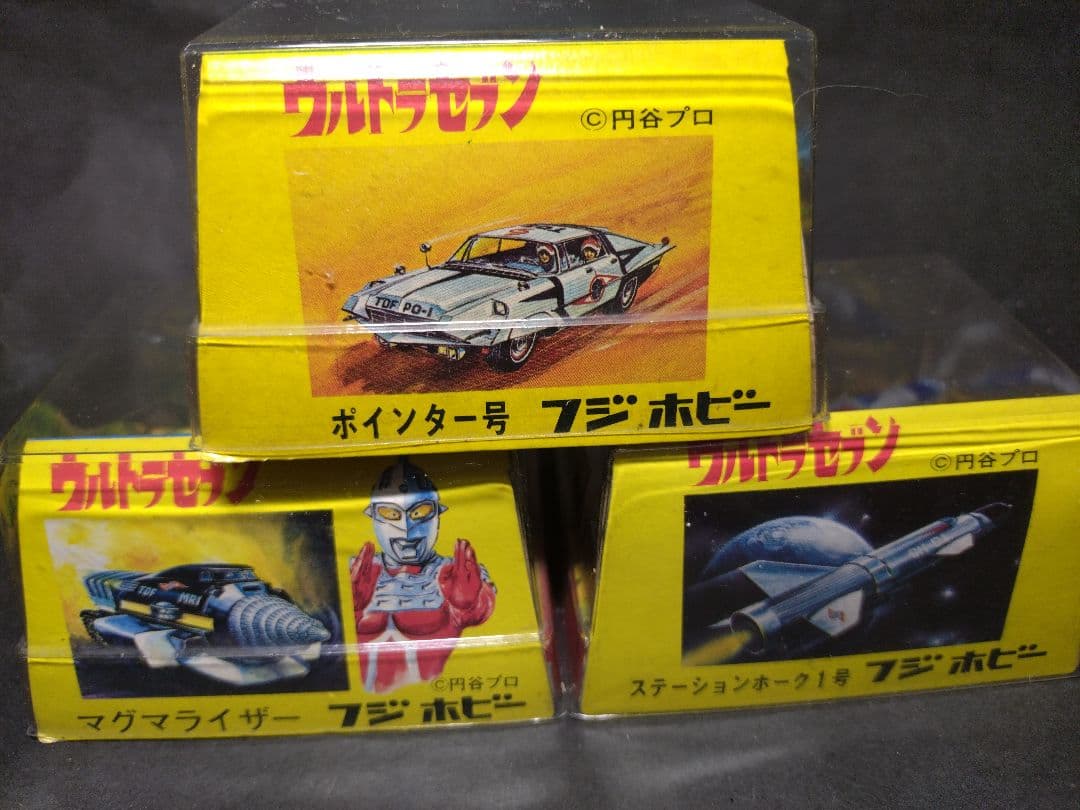 ウルトラセブン
©円谷プロ
TDF PO-1
ポインター号 フジホビー
ウルトラセブン
TDF MR1
©円谷プロ
マグマライザー フジホビー
ウルトラセブン
©円谷プロ
ステーションホーク1号 フジホビー